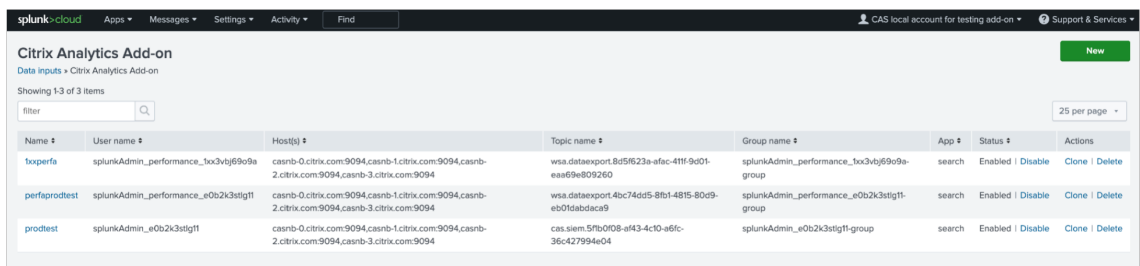 splunk>cloud Apps Messages Settings Activity Find CAS local account for testing add-on Support & Services
Citrix Analytics Add-on
New
Data inputs » Citrix Analytics Add-on
Showing 1-3 of 3 items
filter
25 per page
Name User name Host(s) Topic name Group name App Status Actions
1xxperfa splunkAdmin_performance_1xx3vbj69o9a casnb-0.citrix.com:9094,casnb-1.citrix.com:9094,casnb- wsa.dataexport.8d5f623a-afac-411f-9d01- splunkAdmin_performance_1xx3vbj69o9a- search Enabled | Disable Clone | Delete
2.citrix.com:9094,casnb-3.citrix.com:9094 eaa69e809260 group
perfaprodtest splunkAdmin_performance_e0b2k3stlg11 casnb-0.citrix.com:9094,casnb-1.citrix.com:9094,casnb- wsa.dataexport.4bc74dd5-8fb1-4815-80d9- splunkAdmin_performance_e0b2k3stlg11- search Enabled | Disable Clone | Delete
2.citrix.com:9094,casnb-3.citrix.com:9094 eb01dabdaca9 group
prodtest splunkAdmin_e0b2k3stlg11 casnb-0.citrix.com:9094,casnb-1.citrix.com:9094,casnb- cas.siem.5f1b0f08-af43-4c10-a6fc- splunkAdmin_e0b2k3stlg11-group search Enabled | Disable Clone | Delete
2.citrix.com:9094,casnb-3.citrix.com:9094 36c427994e04